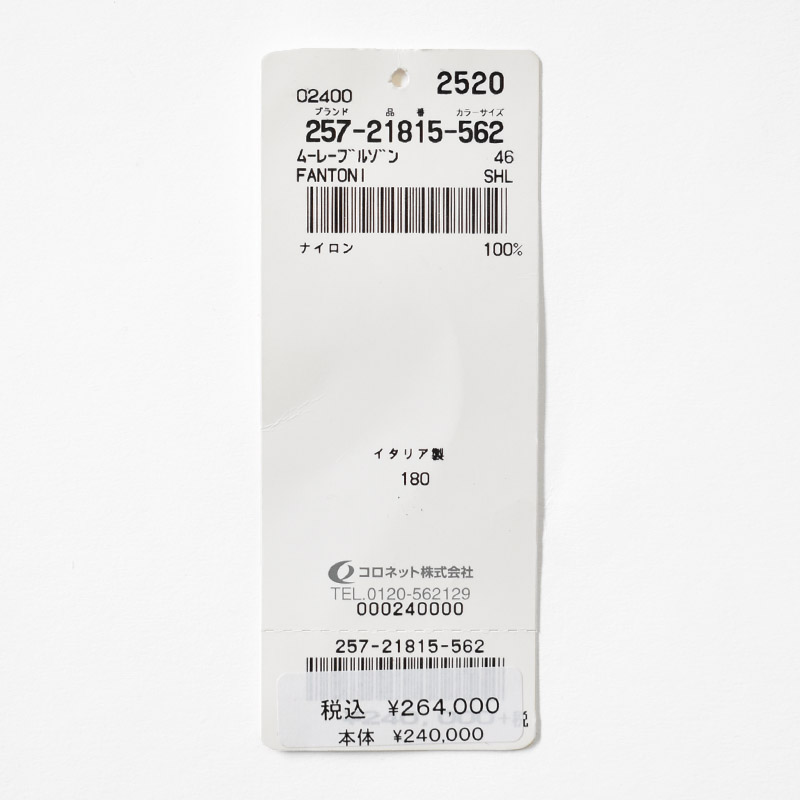 2520
02400
ブランド 品番 カラーサイズ
257-21815-562
ムーレーブルゾン 46
FANTONI SHL
ナイロン 100%
イタリア製
180
コロネット株式会社
TEL.0120-562129
000240000
257-21815-562
税込 ¥264,000
¥240,000+税
本体 ¥240,000